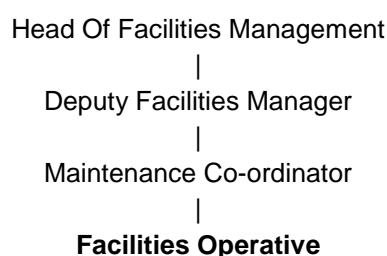 Head Of Facilities Management
|
Deputy Facilities Manager
|
Maintenance Co-ordinator
|
Facilities Operative